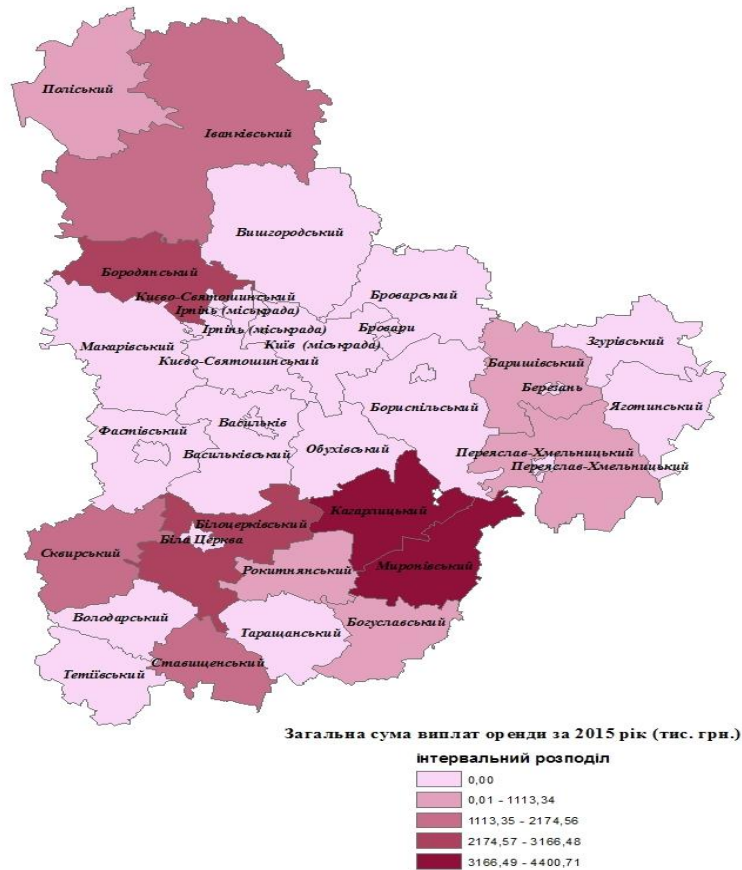 Поліський
Іванківський
Вишгородський
Бородянський
Києво-Святошинський
Броварський
Ірпінь (міськрада)
Ірпінь (міськрада)
Бровари
Згурівський
Макарівський
Київ (міськрада)
Києво-Святошинський
Баришівський
Березань
Бориспільський
Яготинський
Васильків
Фастівський
Обухівський
Васильківський
Переяслав-Хмельницький
Переяслав-Хмельницький
Кагарлицький
Білоцерківський
Біла Церква
Сквирський
Рокитнянський
Миронівський
Володарський
Таращанський
Богуславський
Ставищенський
Тетіївський
Загальна сума виплат оренди за 2015 рік (тис. грн.)
інтервальний розподіл
0,00
0,01 - 1113,34
1113,35 - 2174,56
2174,57 - 3166,48
3166,49 - 4400,71